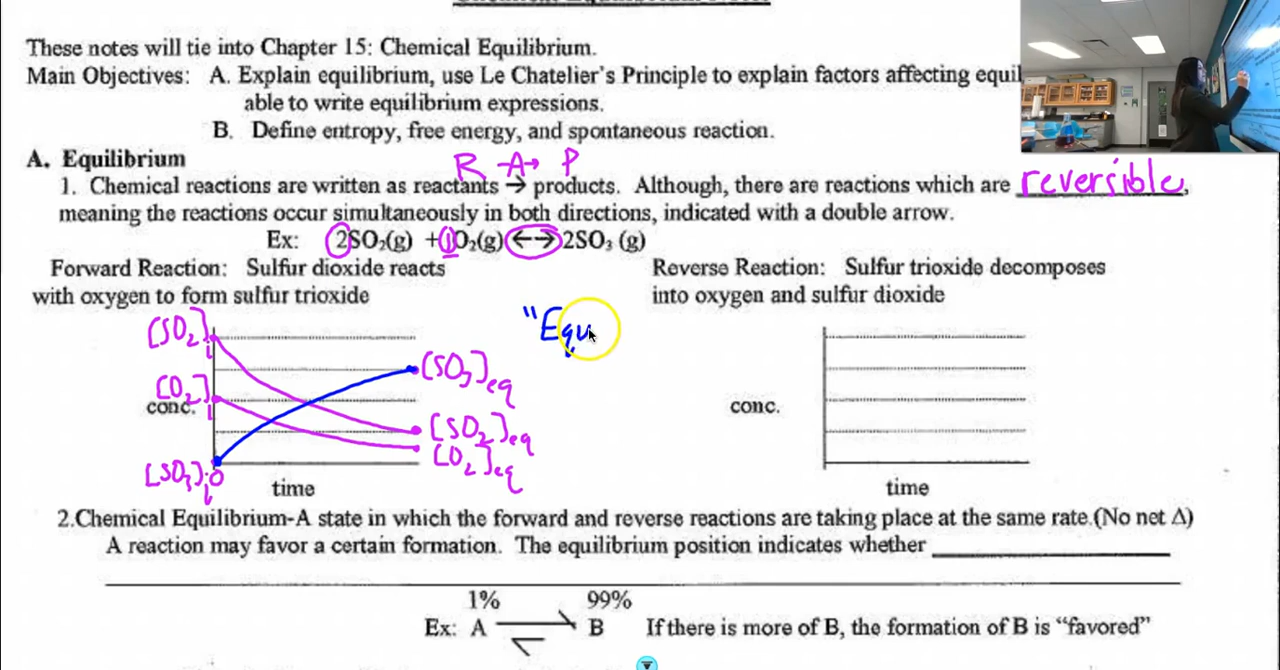 These notes will tie into Chapter 15: Chemical Equilibrium.
Main Objectives: A. Explain equilibrium, use Le Chatelier's Principle to explain factors affecting equil
able to write equilibrium expressions.
B. Define entropy, free energy, and spontaneous reaction.
A. Equilibrium
R -A→ P
1. Chemical reactions are written as reactants → products. Although, there are reactions which are reversible,
meaning the reactions occur simultaneously in both directions, indicated with a double arrow.
Ex: 2SO₂(g) + 1O₂(g) ↔ 2SO₃ (g)
Forward Reaction: Sulfur dioxide reacts
with oxygen to form sulfur trioxide
Reverse Reaction: Sulfur trioxide decomposes
into oxygen and sulfur dioxide
"Equ
[SO₂]i
[O₂]i
conc.
[SO₃]i 0
[SO₃]eq
[SO₂]eq
[O₂]eq
time
conc.
time
2.Chemical Equilibrium-A state in which the forward and reverse reactions are taking place at the same rate.(No net Δ)
A reaction may favor a certain formation. The equilibrium position indicates whether
1% 99%
Ex: A ⇌ B If there is more of B, the formation of B is “favored”